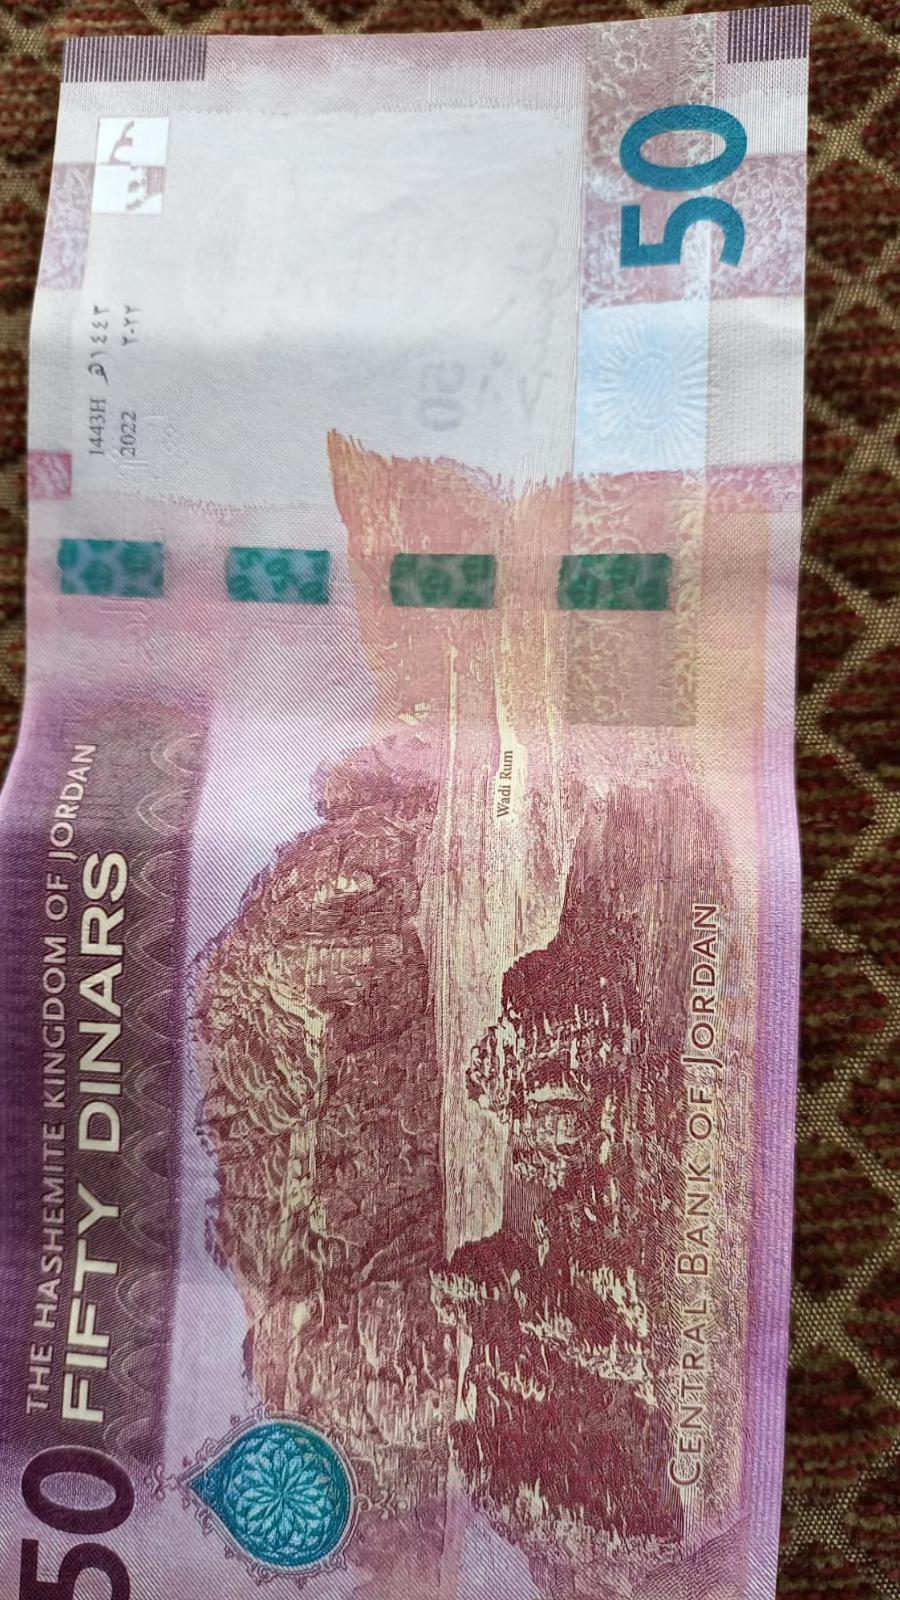 50
THE HASHEMITE KINGDOM OF JORDAN
FIFTY DINARS
1443H ١٤٤٣هـ
2022 ٢٠٢٢
Wadi Rum
CENTRAL BANK OF JORDAN
50